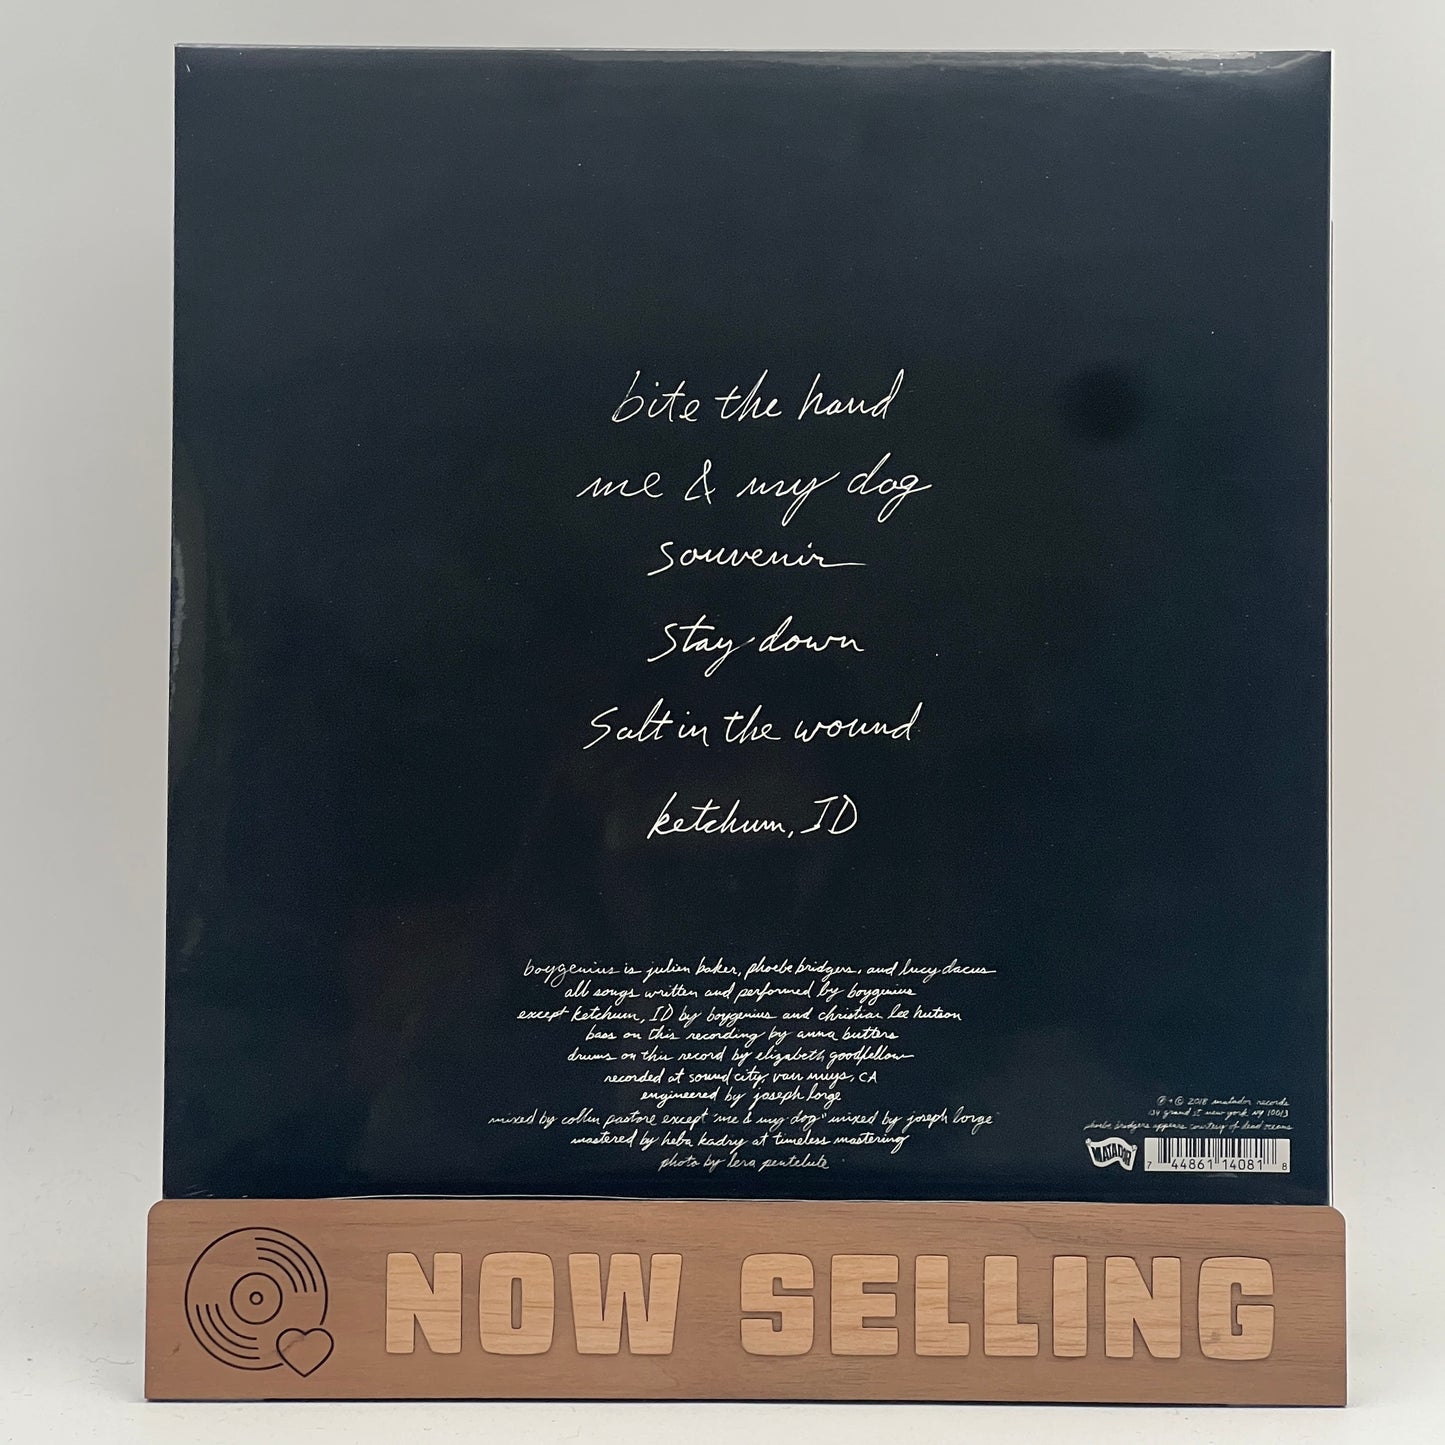 bite the hand
me & my dog
souvenir
stay down
salt in the wound
ketchum, ID
boygenius is julien baker, phoebe bridgers, and lucy dacus
all songs written and performed by boygenius
except ketchum, ID by boygenius and christian lee hutson
bass on this recording by anna butters
drums on this record by elizabeth goodfellow
recorded at sound city, van nuys, CA
engineered by joseph lorge
mixed by collin pastore except "me & my dog" mixed by joseph lorge
mastered by heba kadry at timeless mastering
photo by lera pentelute
℗ + © 2018 matador records
134 grand st new york ny 10013
phoebe bridgers appears courtesy of dead oceans
MATADOR
7 44861 14081 8
NOW SELLING